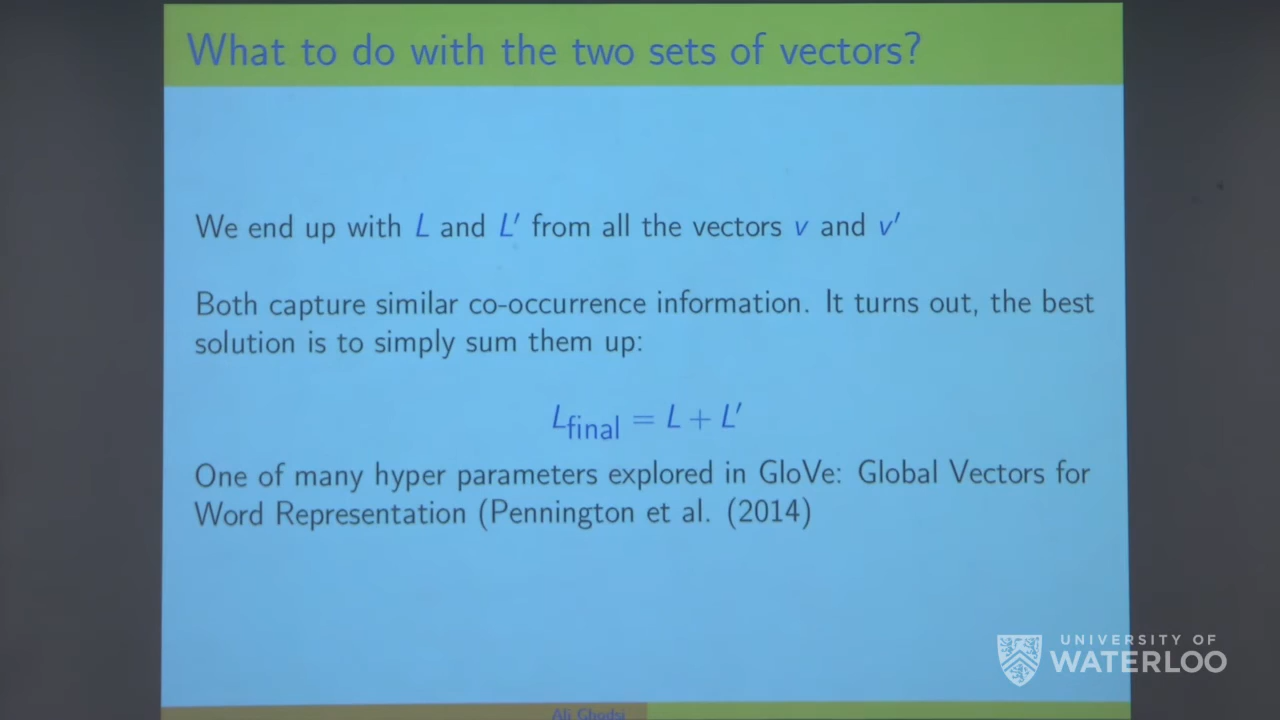 What to do with the two sets of vectors?
We end up with L and L′ from all the vectors v and v′
Both capture similar co-occurrence information. It turns out, the best
solution is to simply sum them up:
L_final = L + L′
One of many hyper parameters explored in GloVe: Global Vectors for
Word Representation (Pennington et al. (2014)
UNIVERSITY OF
WATERLOO
Ali Ghodsi